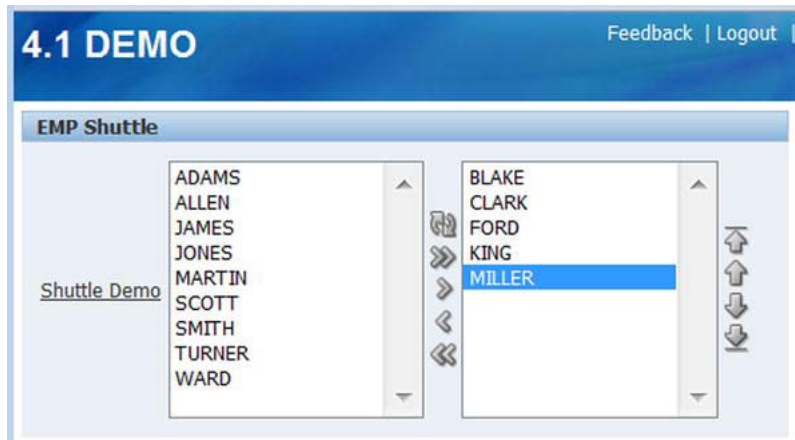 4.1 DEMO
Feedback | Logout |
EMP Shuttle
Shuttle Demo
ADAMS
ALLEN
JAMES
JONES
MARTIN
SCOTT
SMITH
TURNER
WARD
BLAKE
CLARK
FORD
KING
MILLER